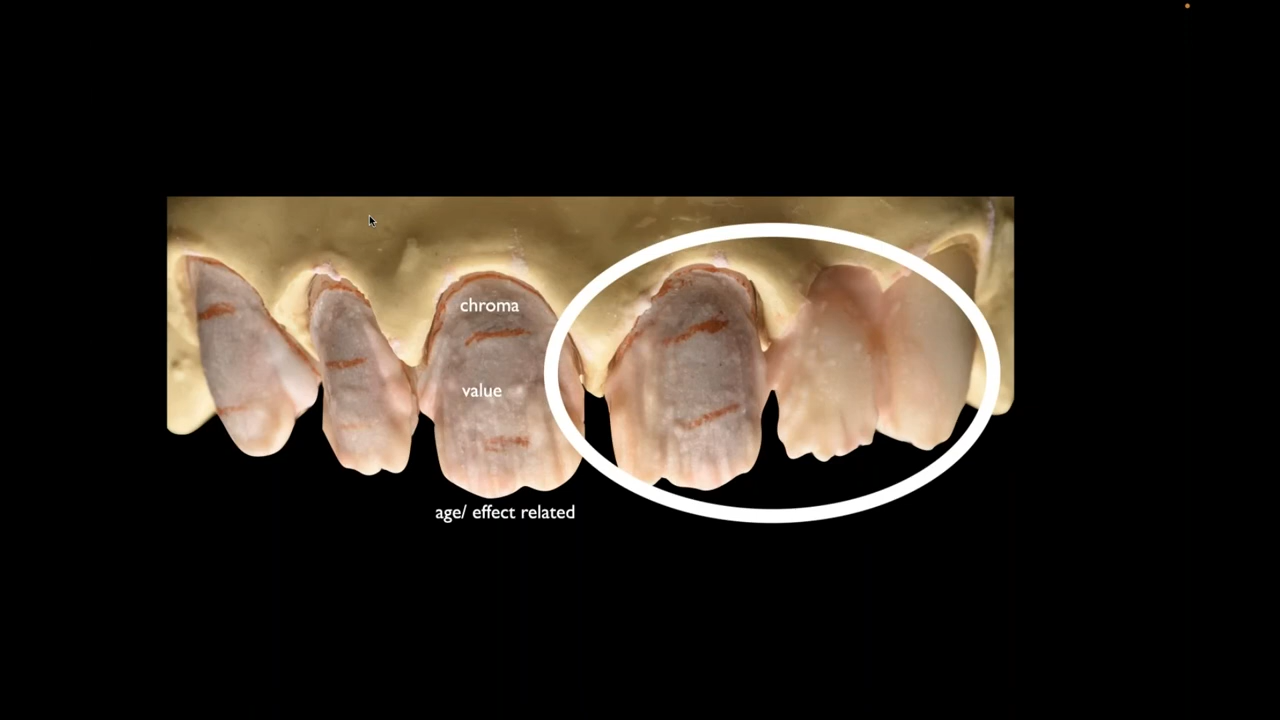 chroma
value
age/ effect related